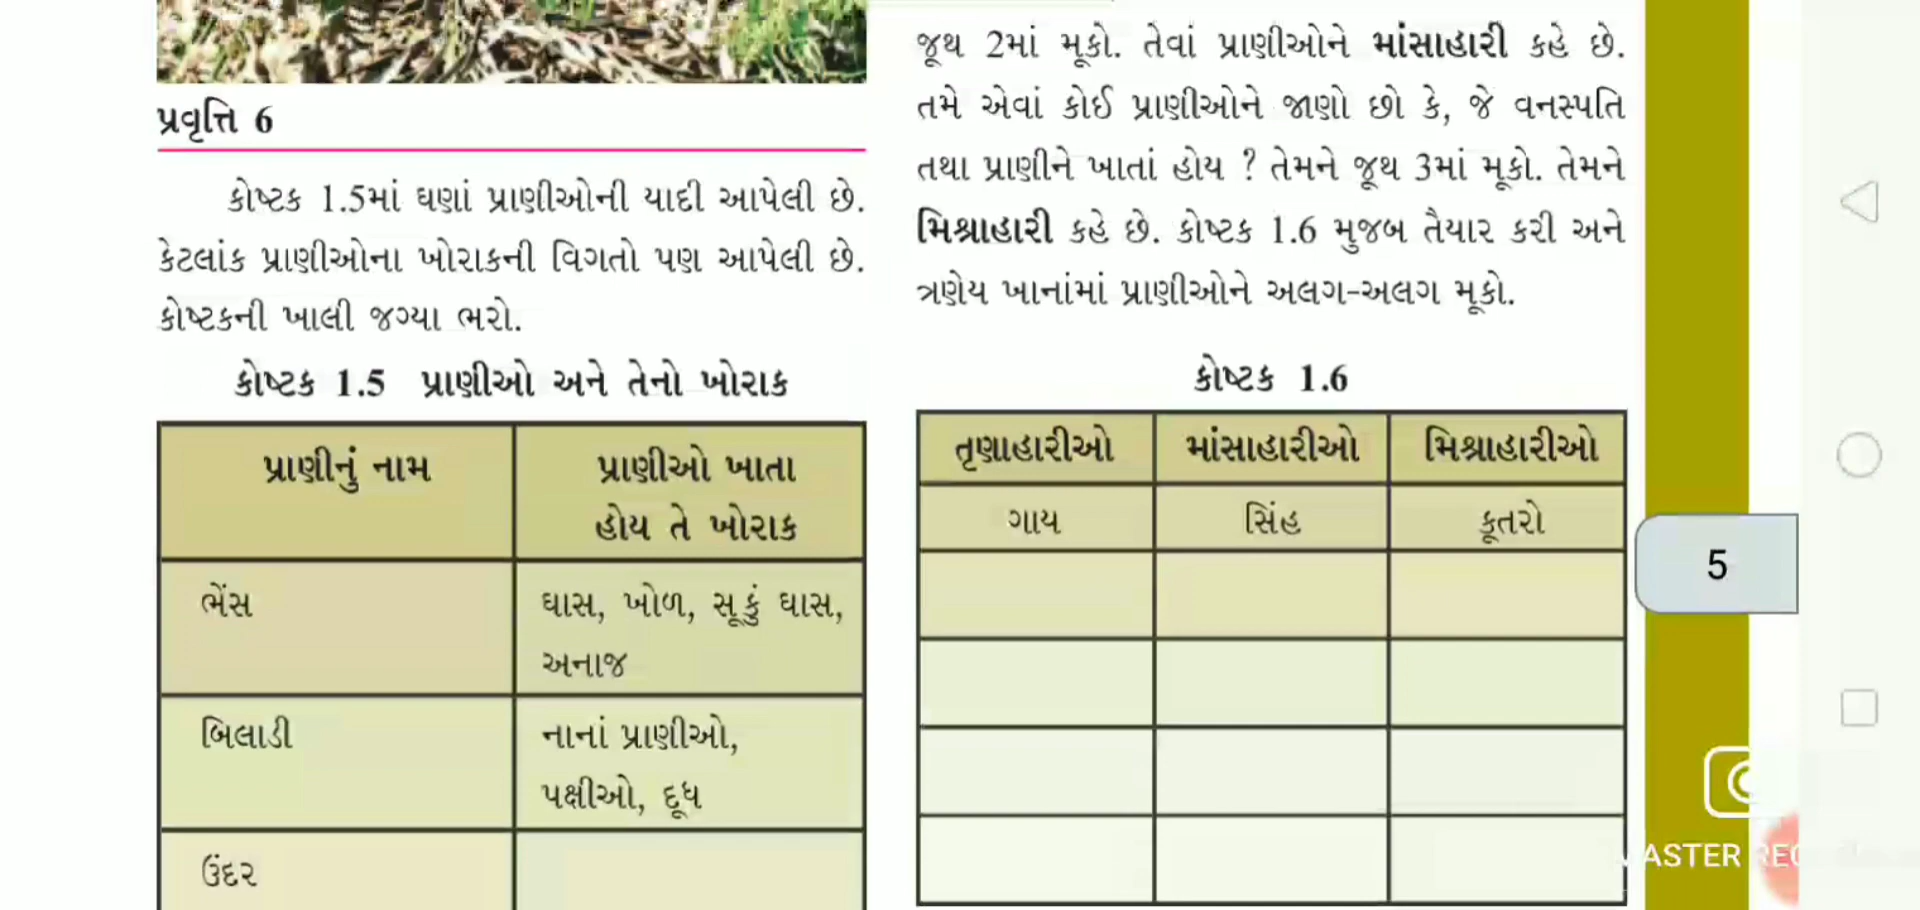 પ્રવૃત્તિ 6
કોષ્ટક 1.5માં ઘણાં પ્રાણીઓની યાદી આપેલી છે.
કેટલાંક પ્રાણીઓના ખોરાકની વિગતો પણ આપેલી છે.
કોષ્ટકની ખાલી જગ્યા ભરો.
કોષ્ટક 1.5 પ્રાણીઓ અને તેનો ખોરાક
પ્રાણીનું નામ
પ્રાણીઓ ખાતા
હોય તે ખોરાક
ભેંસ
ઘાસ, ખોળ, સૂકું ઘાસ,
અનાજ
બિલાડી
નાનાં પ્રાણીઓ,
પક્ષીઓ, દૂધ
ઉંદર
જૂથ 2માં મૂકો. તેવાં પ્રાણીઓને માંસાહારી કહે છે.
તમે એવાં કોઈ પ્રાણીઓને જાણો છો કે, જે વનસ્પતિ
તથા પ્રાણીને ખાતાં હોય ? તેમને જૂથ 3માં મૂકો. તેમને
મિશ્રાહારી કહે છે. કોષ્ટક 1.6 મુજબ તૈયાર કરી અને
ત્રણેય ખાનાંમાં પ્રાણીઓને અલગ-અલગ મૂકો.
કોષ્ટક 1.6
તૃણાહારીઓ માંસાહારીઓ મિશ્રાહારીઓ
ગાય સિંહ કૂતરો
5